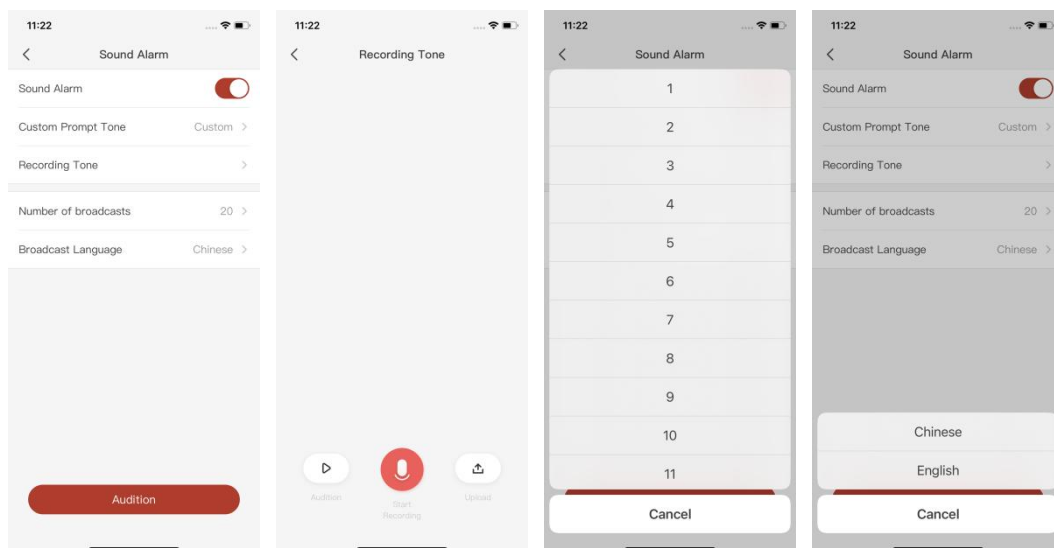 11:22
Sound Alarm
Sound Alarm
Custom Prompt Tone Custom
Recording Tone
Number of broadcasts 20
Broadcast Language Chinese
Audition
11:22
Recording Tone
Audition
Start
Recording
Upload
11:22
Sound Alarm
1
2
3
4
5
6
7
8
9
10
11
Cancel
11:22
Sound Alarm
Sound Alarm
Custom Prompt Tone Custom
Recording Tone
Number of broadcasts 20
Broadcast Language Chinese
Chinese
English
Cancel